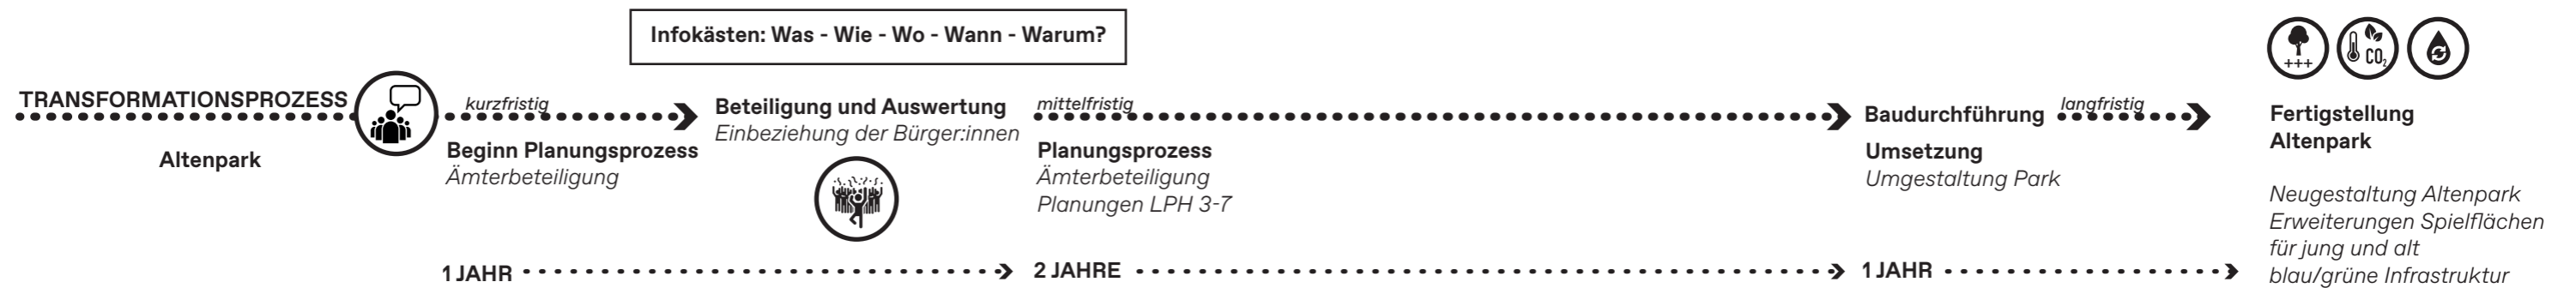 Infokästen: Was - Wie - Wo - Wann - Warum?
TRANSFORMATIONSPROZESS
Altenpark
kurzfristig
Beginn Planungsprozess
Ämterbeteiligung
Beteiligung und Auswertung
Einbeziehung der Bürger:innen
mittelfristig
Planungsprozess
Ämterbeteiligung
Planungen LPH 3-7
Baudurchführung
Umsetzung
Umgestaltung Park
langfristig
+++
CO₂
Fertigstellung
Altenpark
Neugestaltung Altenpark
Erweiterungen Spielflächen
für jung und alt
blau/grüne Infrastruktur
1 JAHR
2 JAHRE
1 JAHR